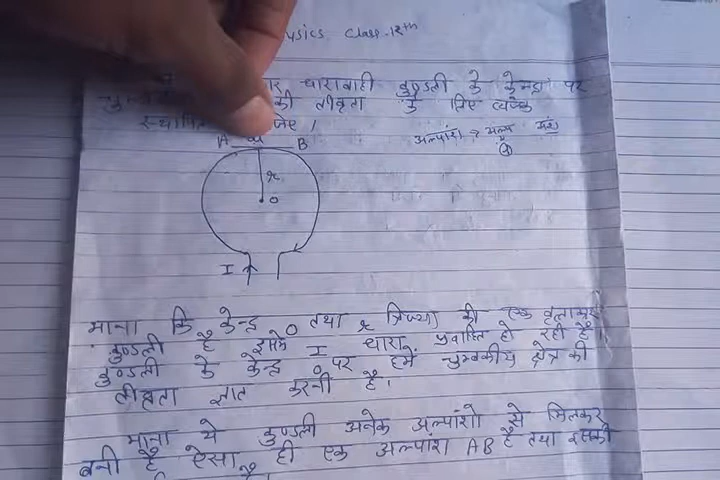 Physics Class-12th
धारावाही कुण्डली के केन्द्र पर
की तीव्रता के लिए व्यंजक
अल्पांश → मध्य
A B
r
o
I
माना कि केन्द्र O तथा r त्रिज्या की एक वृत्ताकार
कुण्डली है इसमें I धारा प्रवाहित हो रही है।
कुण्डली के केन्द्र o पर हमें चुम्बकीय क्षेत्र की
तीव्रता ज्ञात करनी है।
माना ये कुण्डली अनेक अल्पांशो से मिलकर
बनी है ऐसा ही एक अल्पांश AB है तथा इसकी